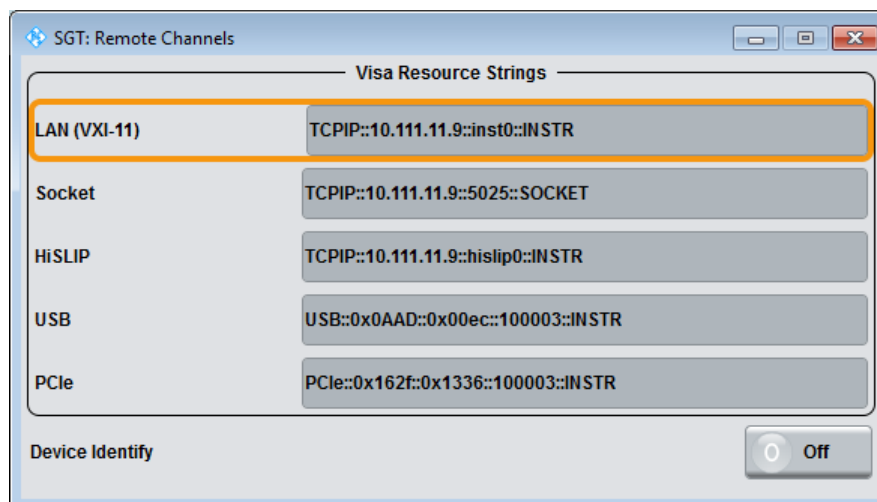 SGT: Remote Channels
Visa Resource Strings
LAN (VXI-11) TCPIP::10.111.11.9::inst0::INSTR
Socket TCPIP::10.111.11.9::5025::SOCKET
HiSLIP TCPIP::10.111.11.9::hislip0::INSTR
USB USB::0x0AAD::0x00ec::100003::INSTR
PCIe PCIe::0x162f::0x1336::100003::INSTR
Device Identify Off